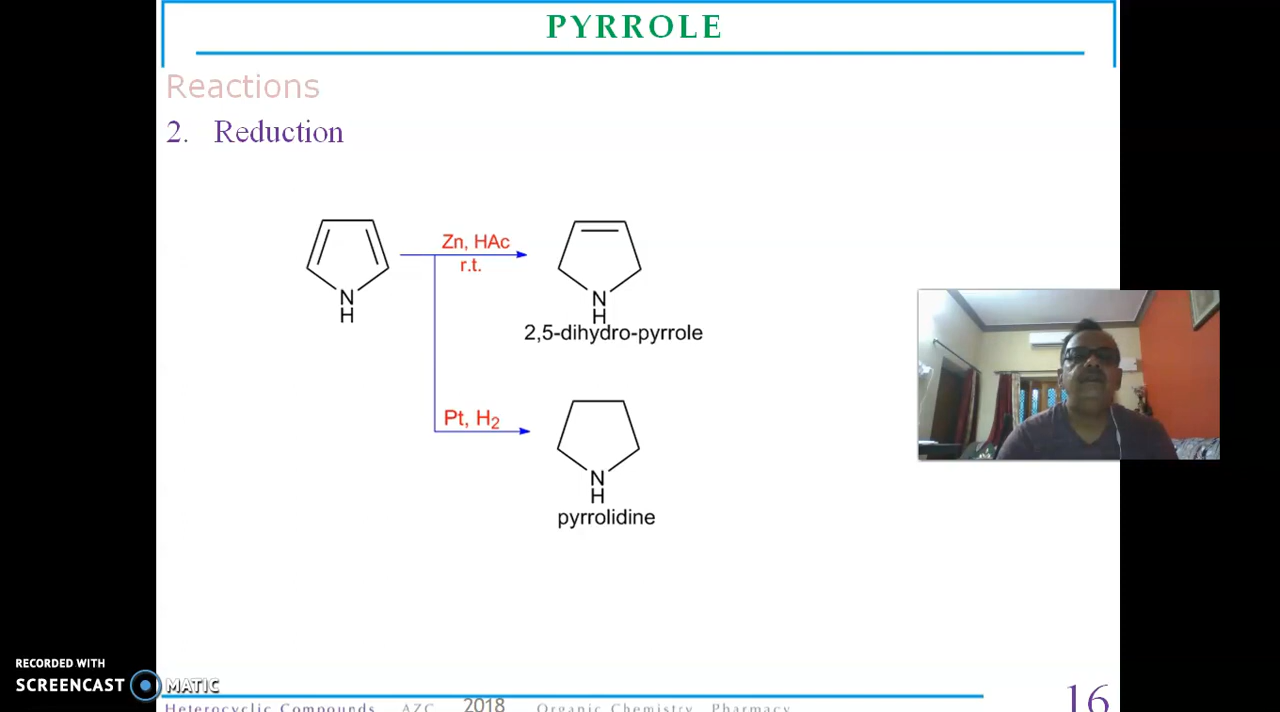 PYRROLE
Reactions
2. Reduction
Zn, HAc
r.t.
N
H
N
H
2,5-dihydro-pyrrole
Pt, H2
N
H
pyrrolidine
RECORDED WITH
SCREENCAST MATIC
Heterocyclic Compounds AZC 2018 Organic Chemistry Pharmacy 16